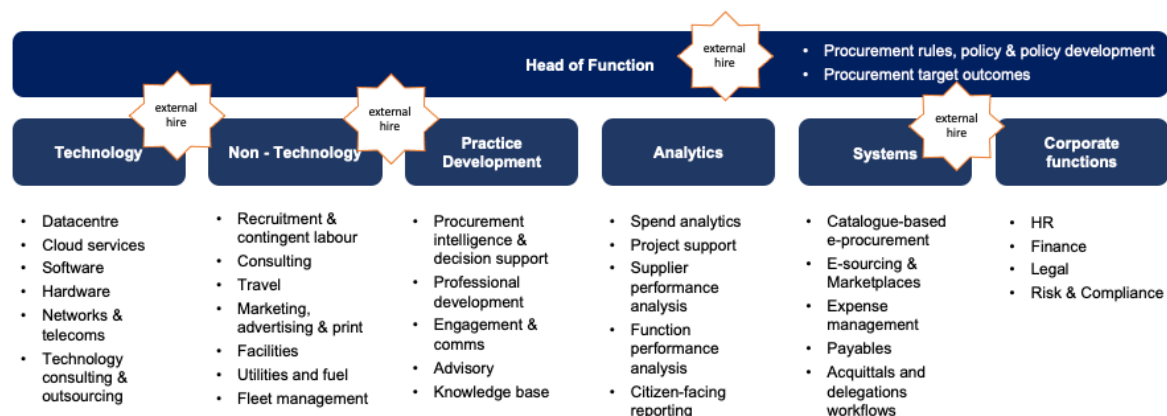 external
hire
Head of Function
• Procurement rules, policy & policy development
• Procurement target outcomes
external
hire
external
hire
external
hire
Technology
Non - Technology
Practice
Development
Analytics
Systems
Corporate
functions
• Datacentre
• Cloud services
• Software
• Hardware
• Networks &
telecoms
• Technology
consulting &
outsourcing
• Recruitment &
contingent labour
• Consulting
• Travel
• Marketing,
advertising & print
• Facilities
• Utilities and fuel
• Fleet management
• Procurement
intelligence &
decision support
• Professional
development
• Engagement &
comms
• Advisory
• Knowledge base
• Spend analytics
• Project support
• Supplier
performance
analysis
• Function
performance
analysis
• Citizen-facing
reporting
• Catalogue-based
e-procurement
• E-sourcing &
Marketplaces
• Expense
management
• Payables
• Acquittals and
delegations
workflows
• HR
• Finance
• Legal
• Risk & Compliance